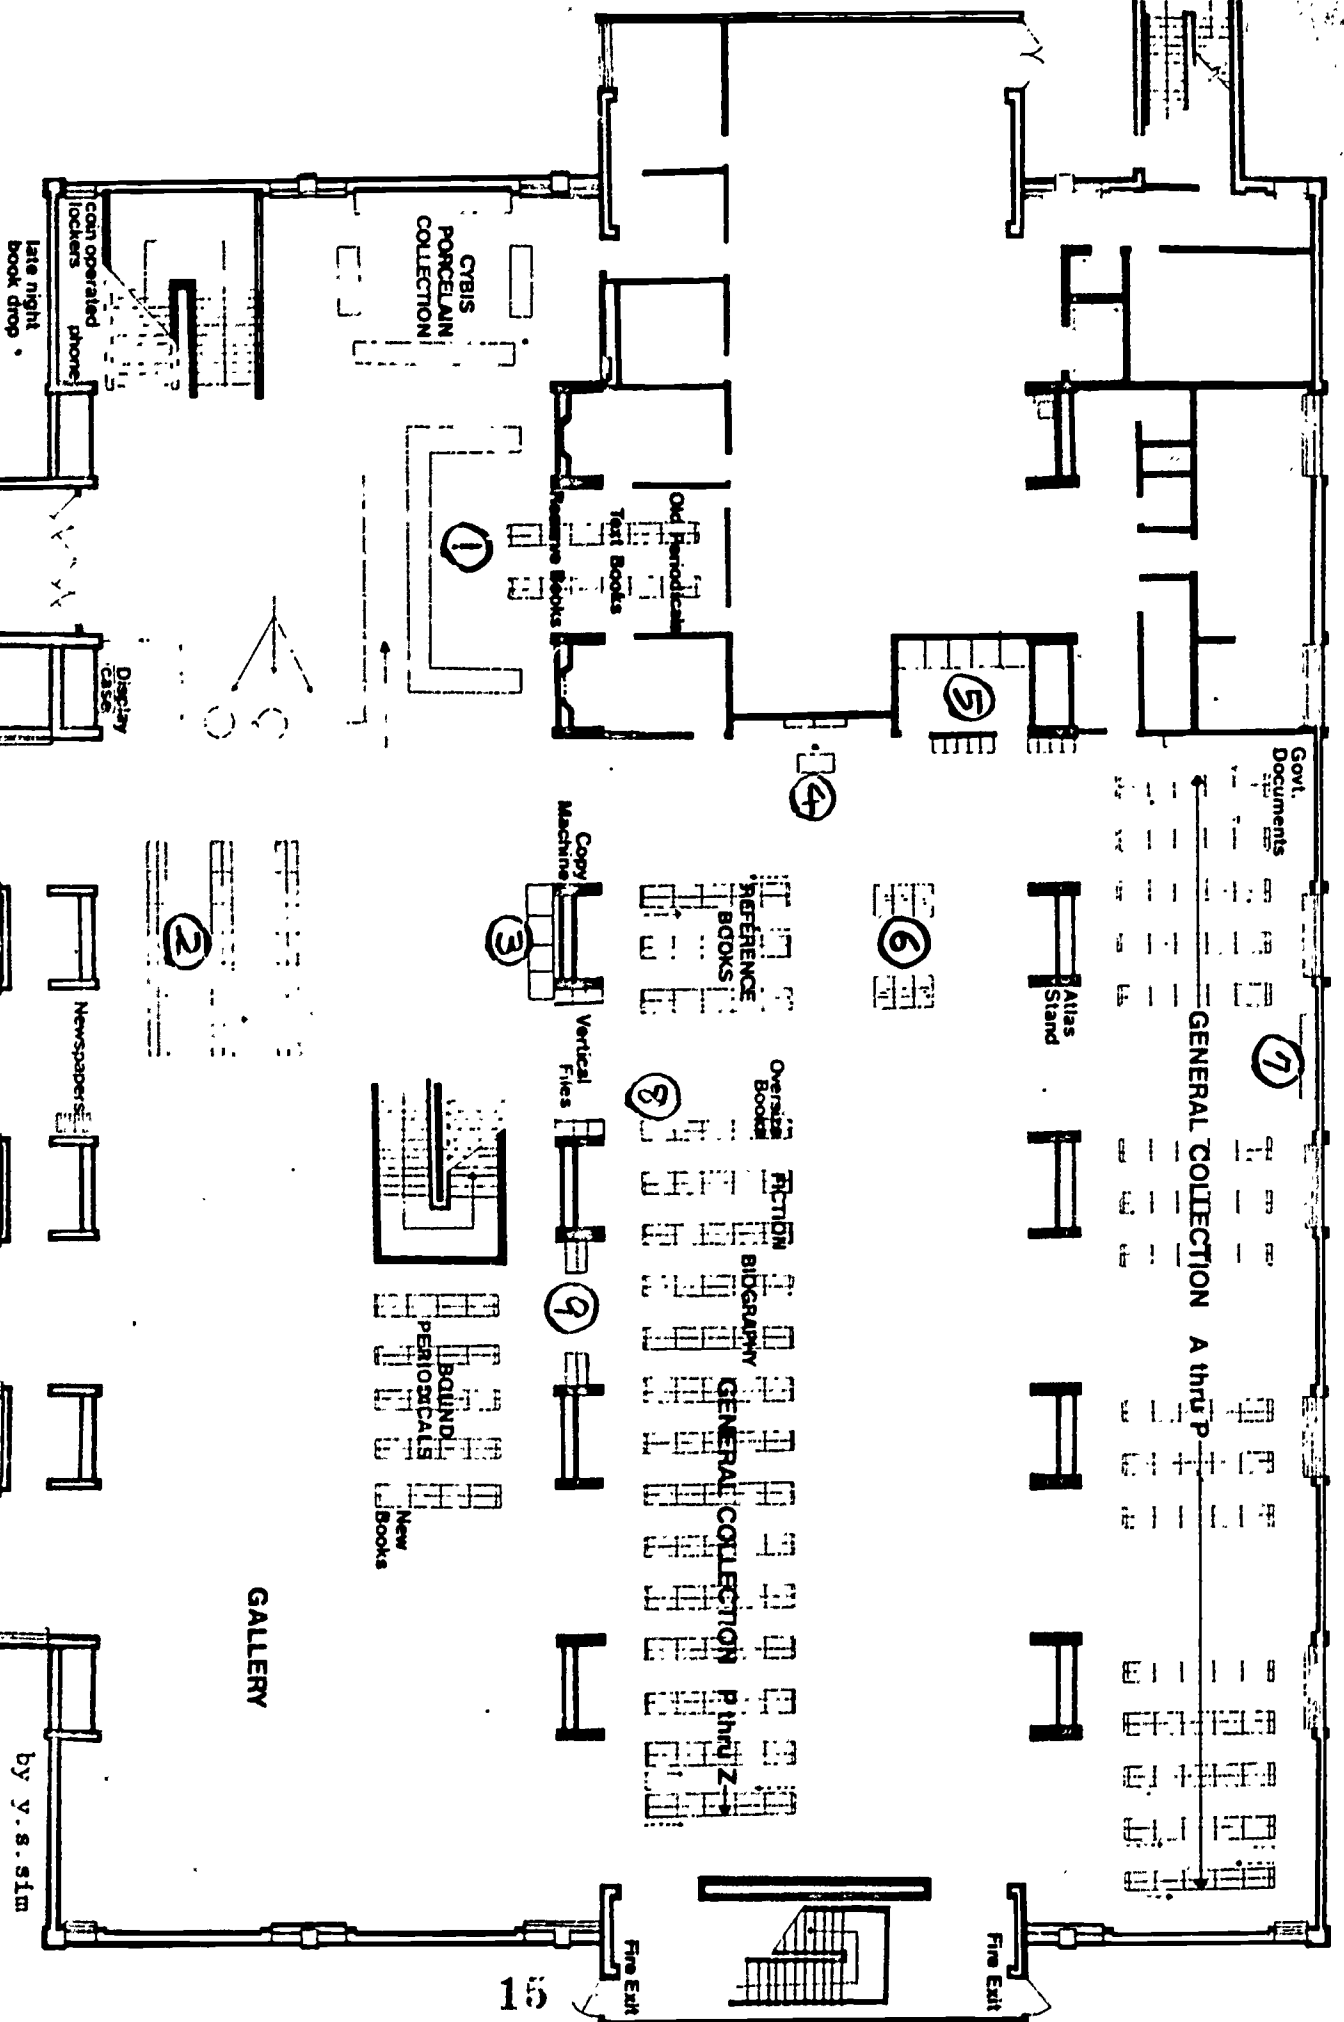 Govt.
Documents
GENERAL COLLECTION A thru P
7
Atlas
Stand
5
6
4
REFERENCE
BOOKS
Oversize
Books
FICTION
BIOGRAPHY
GENERAL COLLECTION P thru Z
8
Old Periodicals
Text Books
Reserve Books
Copy
Machine
Vertical
Files
3
9
1
CYBIS
PORCELAIN
COLLECTION
BOUND
PERIODICALS
New
Books
2
GALLERY
Display
case
Newspapers
coin operated
lockers phone
late night
book drop
Fire Exit
Fire Exit
by y.s.sim
15